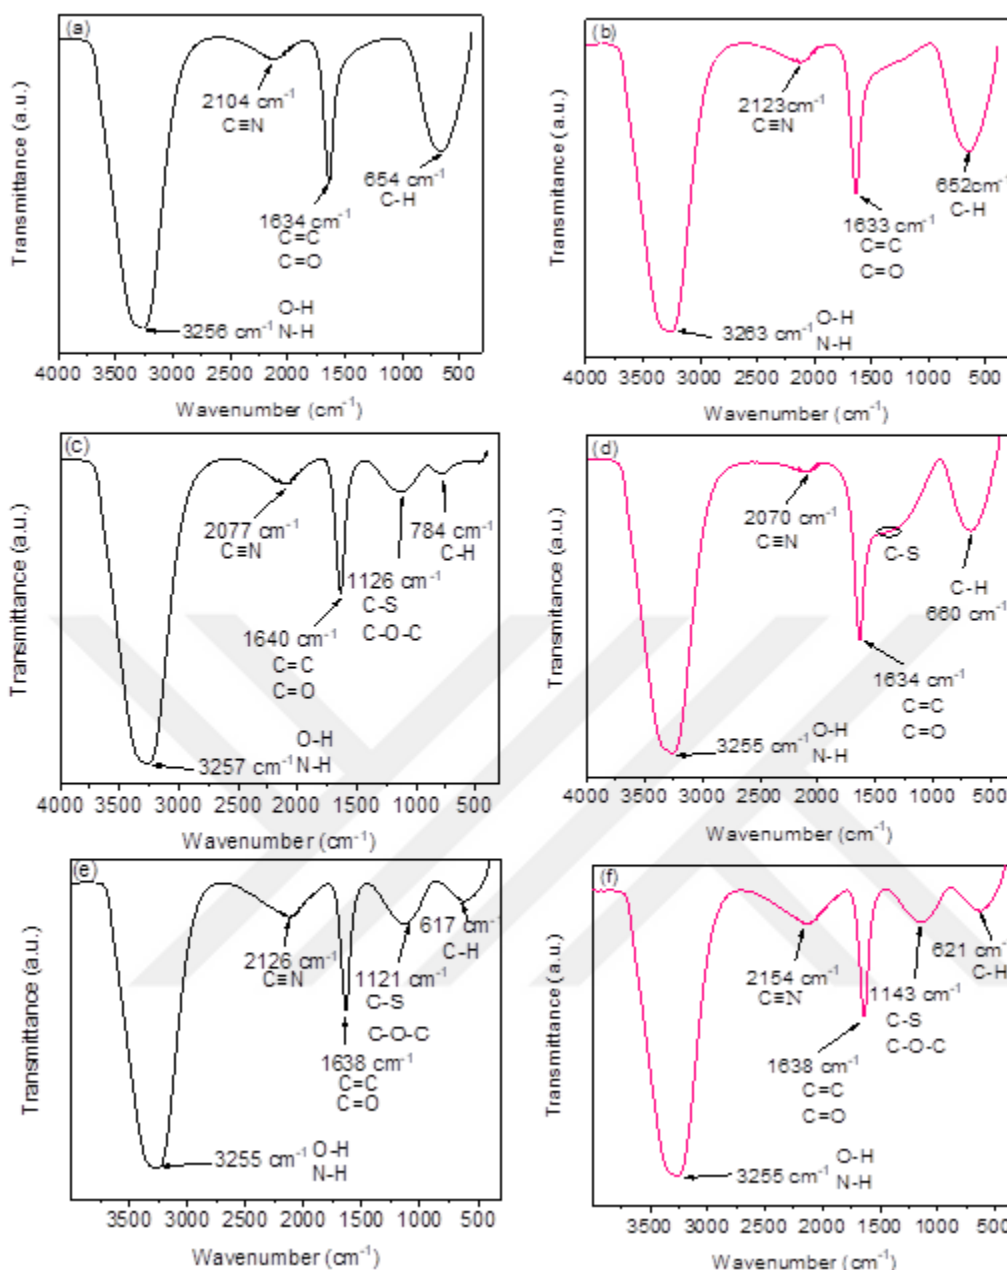 (a)
Transmittance (a.u.)
2104 cm⁻¹
C≡N
1634 cm⁻¹
C=C
C=O
654 cm⁻¹
C-H
3256 cm⁻¹
O-H
N-H
4000 3500 3000 2500 2000 1500 1000 500
Wavenumber (cm⁻¹)
(b)
Transmittance (a.u.)
2123cm⁻¹
C≡N
1633 cm⁻¹
C=C
C=O
652cm⁻¹
C-H
3263 cm⁻¹
O-H
N-H
4000 3500 3000 2500 2000 1500 1000 500
Wavenumber (cm⁻¹)
(c)
Transmittance (a.u.)
2077 cm⁻¹
C≡N
784 cm⁻¹
C-H
1126 cm⁻¹
C-S
C-O-C
1640 cm⁻¹
C=C
C=O
3257 cm⁻¹
O-H
N-H
4000 3500 3000 2500 2000 1500 1000 500
Wavenumber (cm⁻¹)
(d)
Transmittance (a.u.)
2070 cm⁻¹
C≡N
C-S
C-H
660 cm⁻¹
1634 cm⁻¹
C=C
C=O
3255 cm⁻¹
O-H
N-H
4000 3500 3000 2500 2000 1500 1000 500
Wavenumber (cm⁻¹)
(e)
Transmittance (a.u.)
2126 cm⁻¹
C≡N
617 cm⁻¹
C-H
1121 cm⁻¹
C-S
C-O-C
1638 cm⁻¹
C=C
C=O
3255 cm⁻¹
O-H
N-H
3500 3000 2500 2000 1500 1000 500
Wavenumber (cm⁻¹)
(f)
Transmittance (a.u.)
2154 cm⁻¹
C≡N
621 cm⁻¹
C-H
1143 cm⁻¹
C-S
C-O-C
1638 cm⁻¹
C=C
C=O
3255 cm⁻¹
O-H
N-H
3500 3000 2500 2000 1500 1000 500
Wavenumber (cm⁻¹)